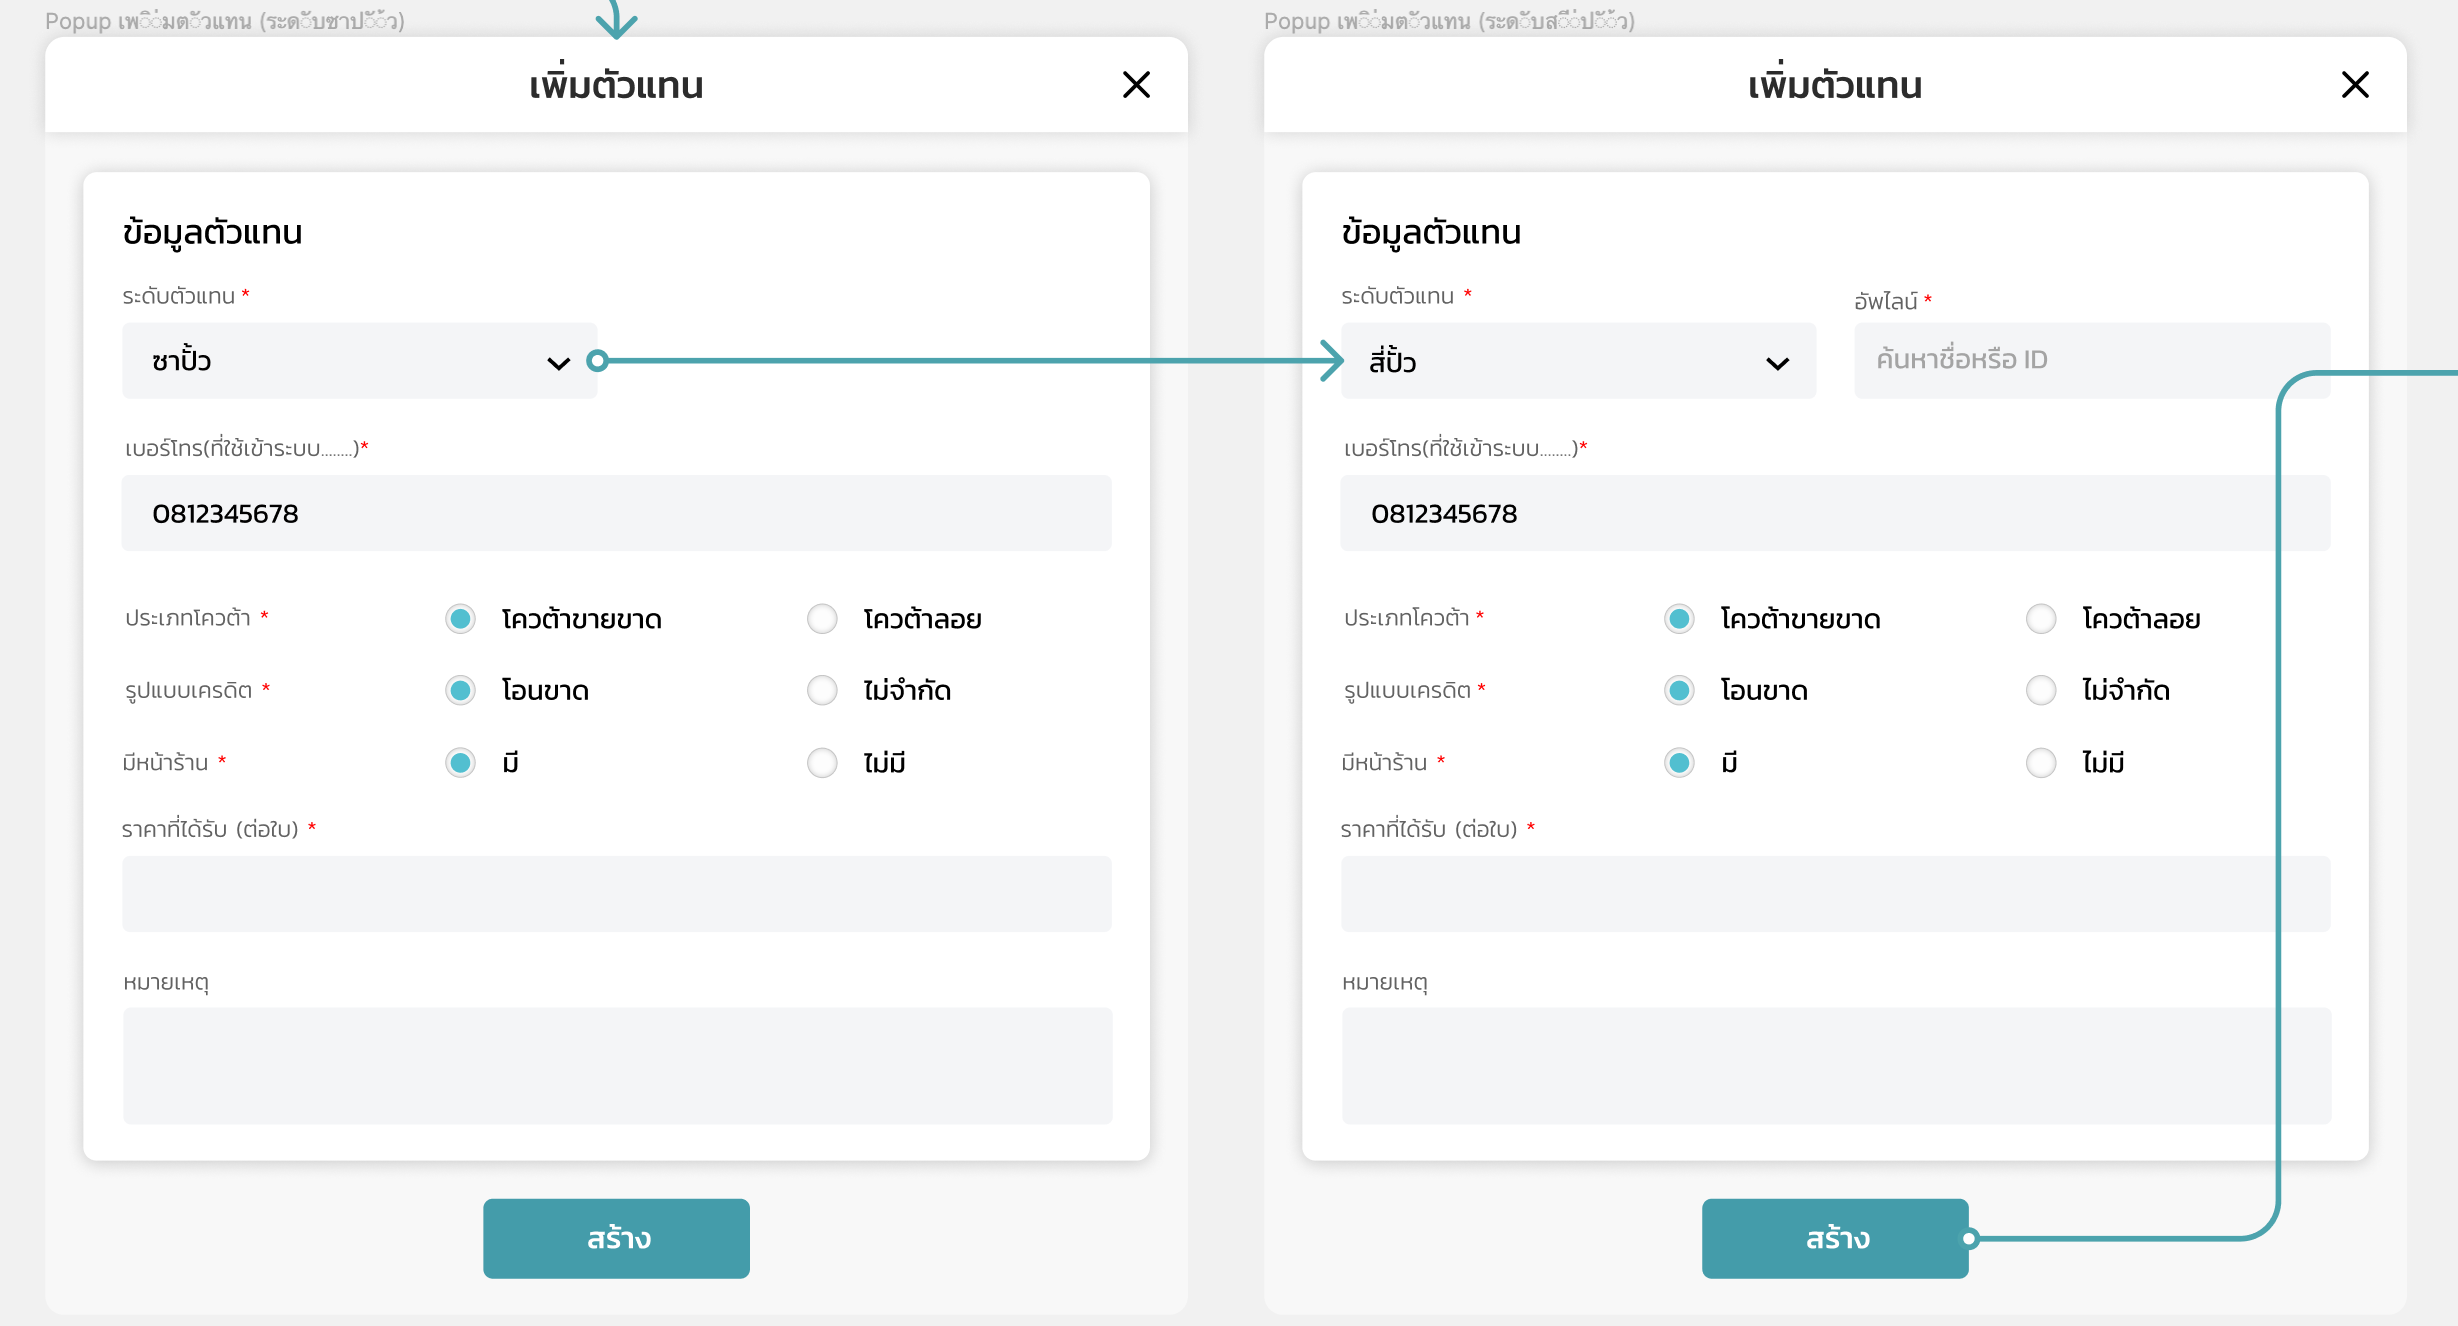 Popup เพิ่มตัวแทน (ระดับซาปั้ว)
เพิ่มตัวแทน
ข้อมูลตัวแทน
ระดับตัวแทน *
ซาปั้ว
เบอร์โทร(ที่ใช้เข้าระบบ........)*
0812345678
ประเภทโควต้า * โควต้าขายขาด โควต้าลอย
รูปแบบเครดิต * โอนขาด ไม่จำกัด
มีหน้าร้าน * มี ไม่มี
ราคาที่ได้รับ (ต่อใบ) *
หมายเหตุ
สร้าง
Popup เพิ่มตัวแทน (ระดับสี่ปั้ว)
เพิ่มตัวแทน
ข้อมูลตัวแทน
ระดับตัวแทน * อัพไลน์ *
สี่ปั้ว ค้นหาชื่อหรือ ID
เบอร์โทร(ที่ใช้เข้าระบบ........)*
0812345678
ประเภทโควต้า * โควต้าขายขาด โควต้าลอย
รูปแบบเครดิต * โอนขาด ไม่จำกัด
มีหน้าร้าน * มี ไม่มี
ราคาที่ได้รับ (ต่อใบ) *
หมายเหตุ
สร้าง